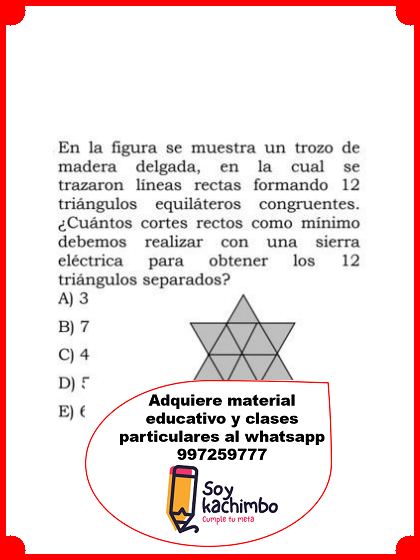 En la figura se muestra un trozo de
madera delgada, en la cual se
trazaron líneas rectas formando 12
triángulos equiláteros congruentes.
¿Cuántos cortes rectos como mínimo
debemos realizar con una sierra
eléctrica para obtener los 12
triángulos separados?
A) 3
B) 7
C) 4
D)
E)
Adquiere material
educativo y clases
particulares al whatsapp
997259777
Soy
kachimbo
Cumple tu meta